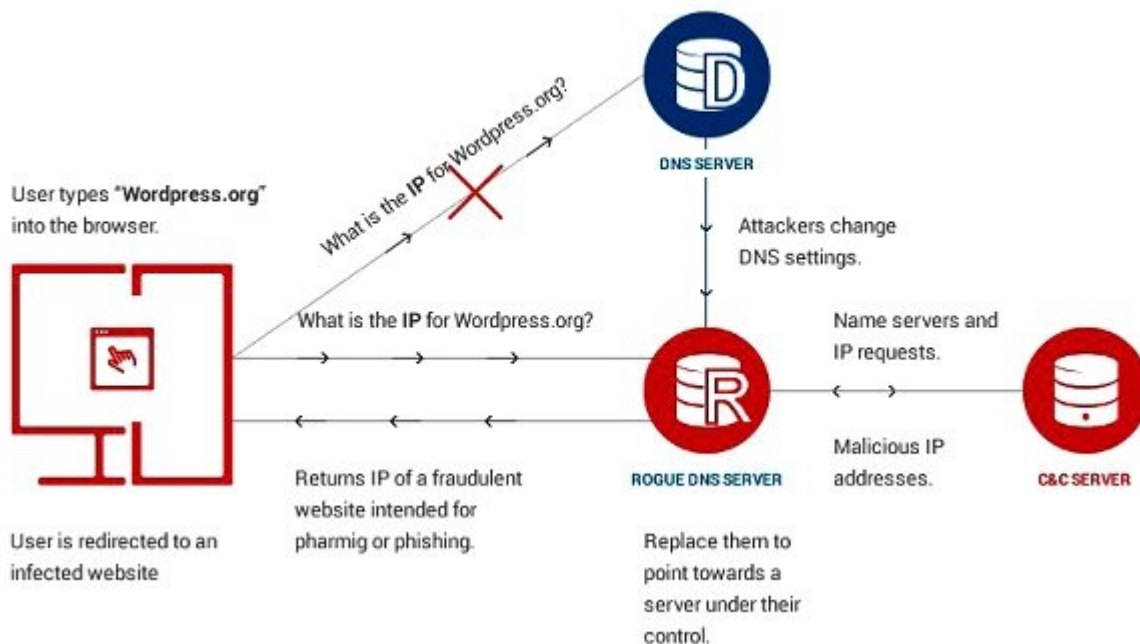 What is the IP for Wordpress.org?
D
DNS SERVER
User types “Wordpress.org”
into the browser.
Attackers change
DNS settings.
What is the IP for Wordpress.org?
Name servers and
IP requests.
R
Malicious IP
addresses.
ROGUE DNS SERVER
C&C SERVER
Returns IP of a fraudulent
website intended for
pharmig or phishing.
User is redirected to an
infected website
Replace them to
point towards a
server under their
control.